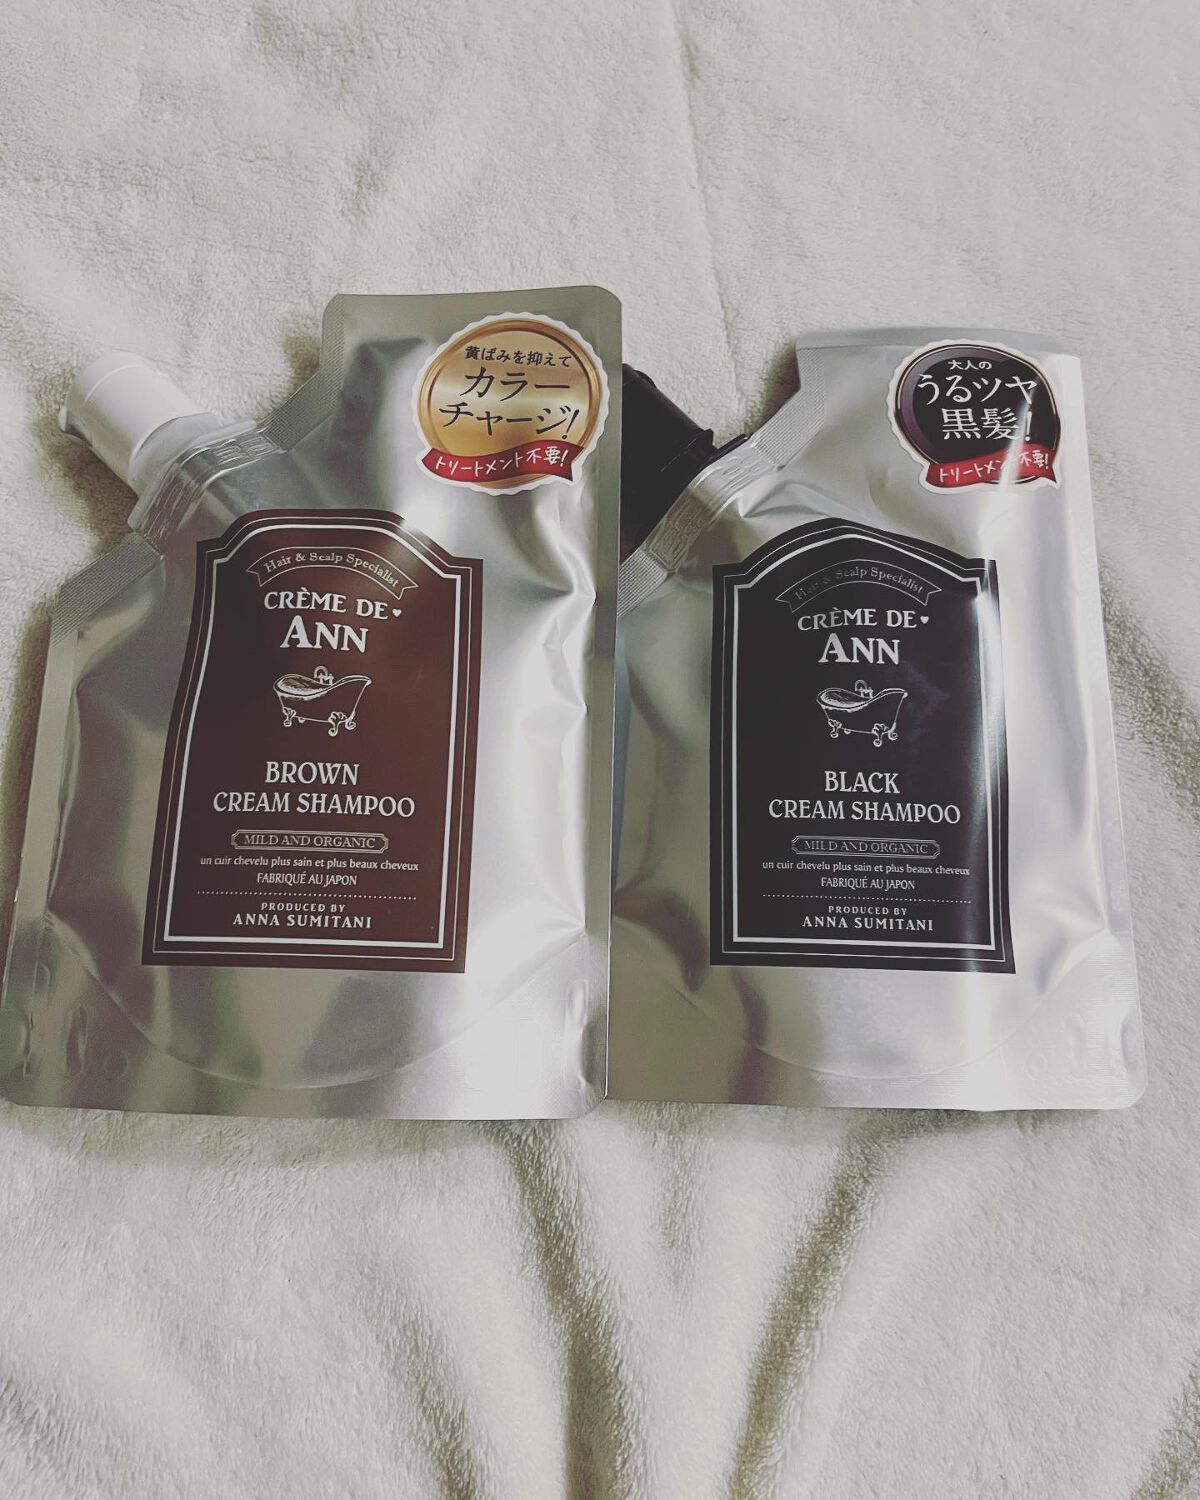 黄ばみを抑えて
カラー
チャージ!
トリートメント不要!
Hair & Scalp Specialist
CRÈME DE♥
ANN
BROWN
CREAM SHAMPOO
MILD AND ORGANIC
un cuir chevelu plus sain et plus beaux cheveux
FABRIQUÉ AU JAPON
PRODUCED BY
ANNA SUMITANI
大人の
うるツヤ
黒髪!
トリートメント不要!
Hair & Scalp Specialist
CRÈME DE♥
ANN
BLACK
CREAM SHAMPOO
MILD AND ORGANIC
un cuir chevelu plus sain et plus beaux cheveux
FABRIQUÉ AU JAPON
PRODUCED BY
ANNA SUMITANI